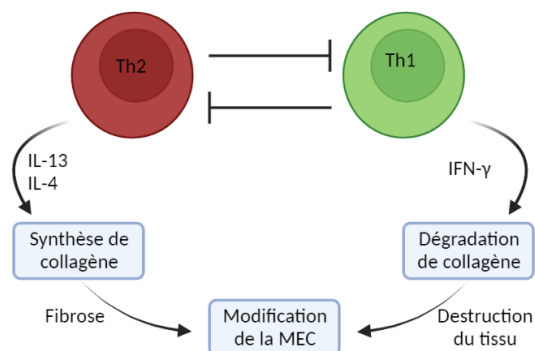 Th2
Th1
IL-13
IL-4
IFN-γ
Synthèse de
collagène
Dégradation
de collagène
Fibrose
Modification
de la MEC
Destruction
du tissu